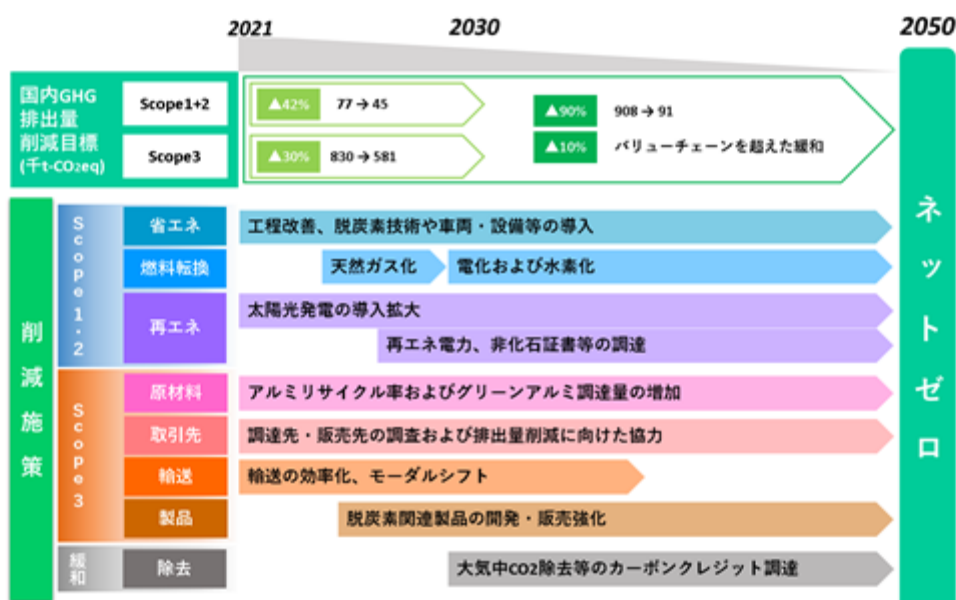 2021
2030
2050
国内GHG
排出量
削減目標
(千t-CO2eq)
Scope1+2
▲42%
77 → 45
Scope3
▲30%
830 → 581
▲90%
908 → 91
▲10%
バリューチェーンを超えた緩和
ネットゼロ
削減施策
Scope1・2
省エネ
工程改善、脱炭素技術や車両・設備等の導入
燃料転換
天然ガス化
電化および水素化
再エネ
太陽光発電の導入拡大
再エネ電力、非化石証書等の調達
Scope3
原材料
アルミリサイクル率およびグリーンアルミ調達量の増加
取引先
調達先・販売先の調査および排出量削減に向けた協力
輸送
輸送の効率化、モーダルシフト
製品
脱炭素関連製品の開発・販売強化
緩和
除去
大気中CO2除去等のカーボンクレジット調達